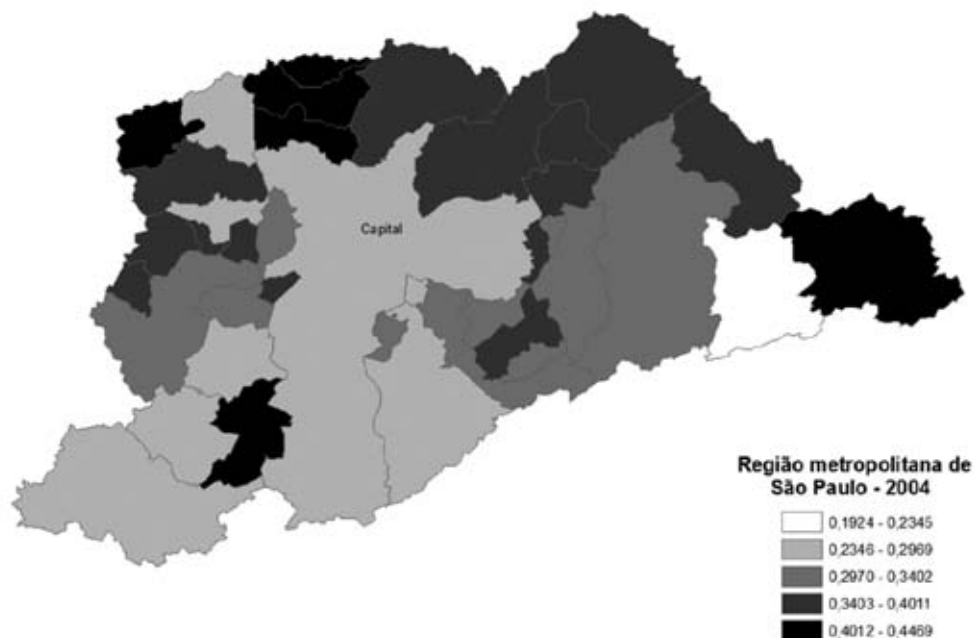 Capital
Região metropolitana de
São Paulo - 2004
0,1924 - 0,2345
0,2346 - 0,2969
0,2970 - 0,3402
0,3403 - 0,4011
0,4012 - 0,4469